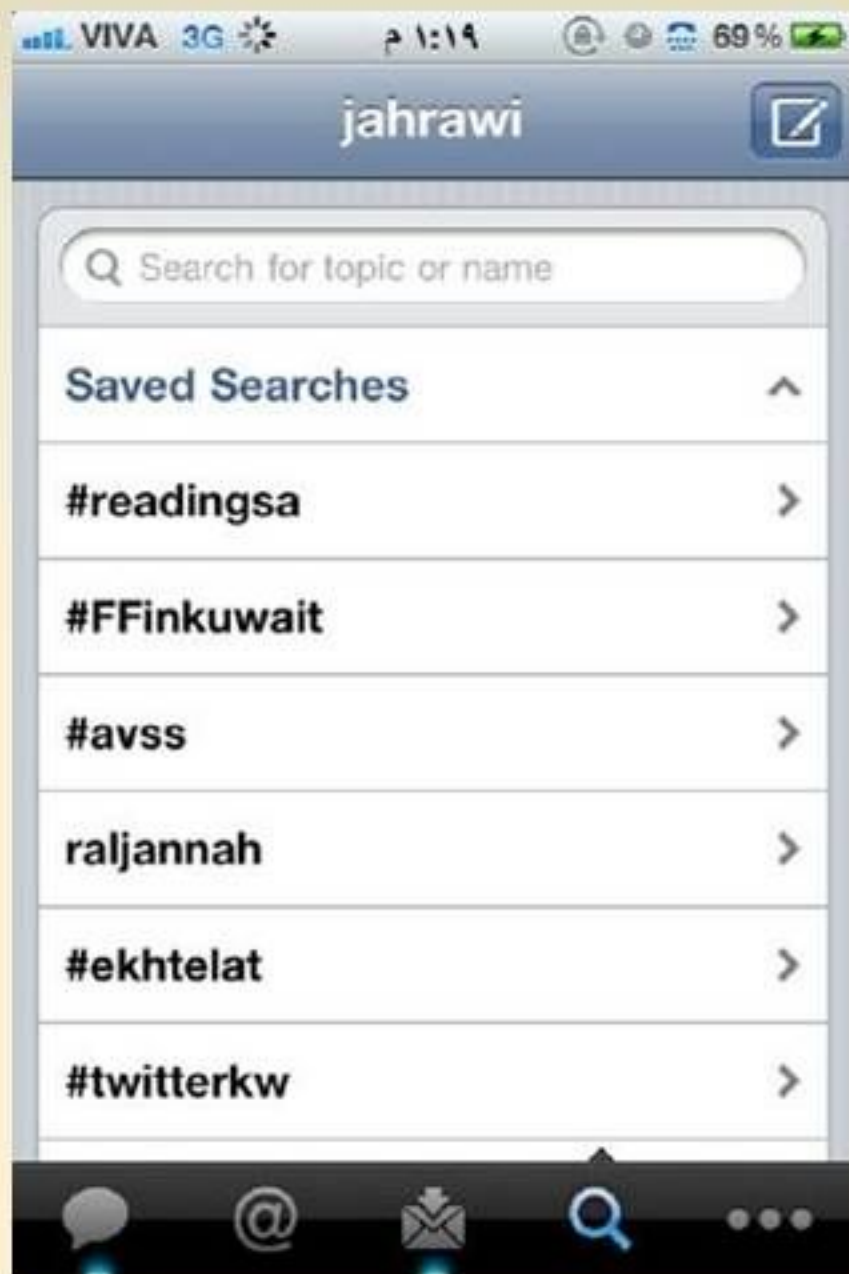 VIVA 3G ١:١٩ م 69%
jahrawi
Search for topic or name
Saved Searches
#readingsa
#FFinkuwait
#avss
raljannah
#ekhtelat
#twitterkw
@